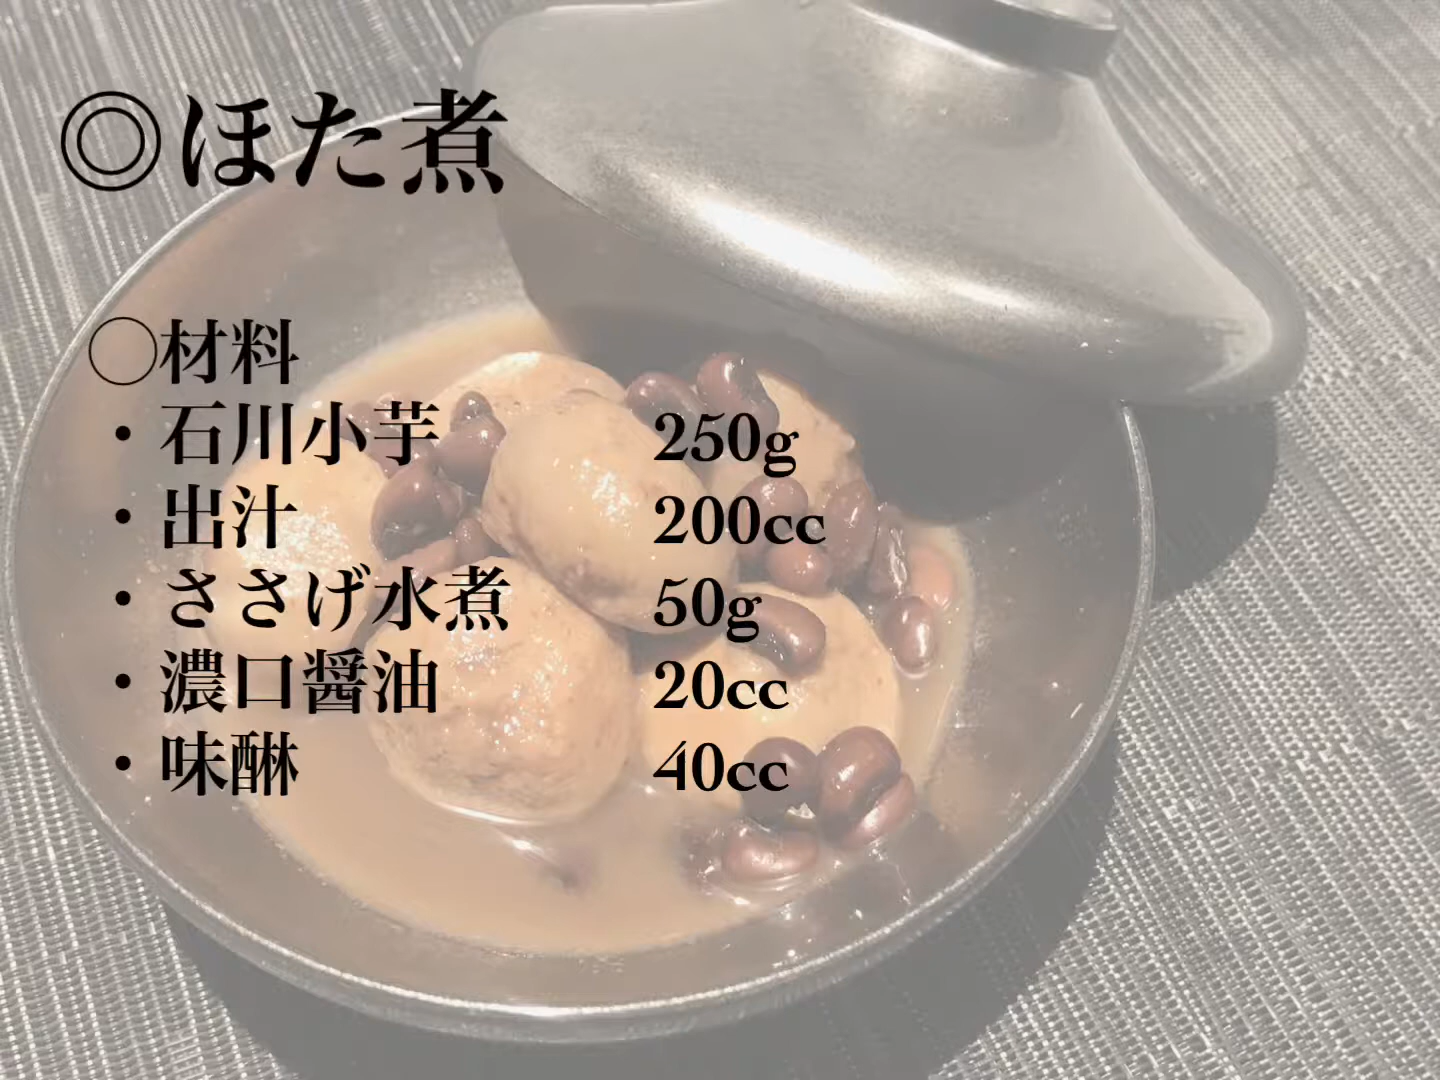 ◎ほた煮
◯材料
・石川小芋 250g
・出汁 200cc
・ささげ水煮 50g
・濃口醤油 20cc
・味醂 40cc